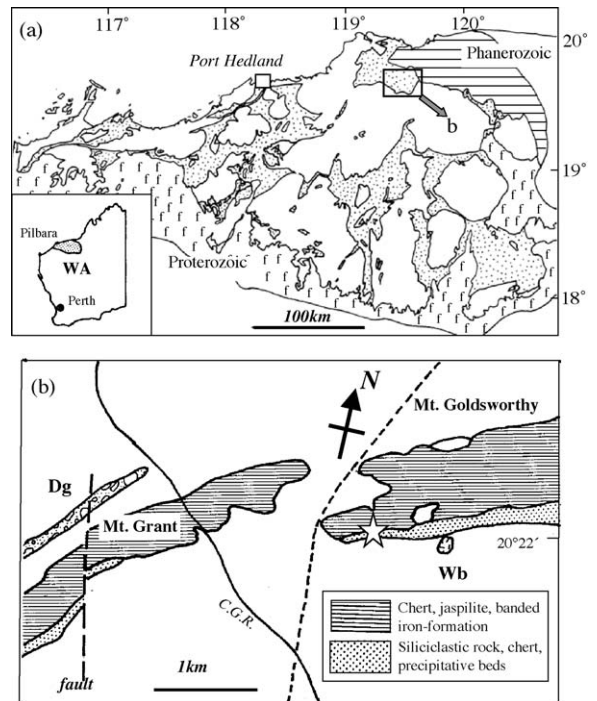 117°
118°
119°
120°
(a)
20°
Port Hedland
Phanerozoic
b
19°
Pilbara
WA
Perth
Proterozoic
18°
100km
(b)
N
Mt. Goldsworthy
Dg
Mt. Grant
20°22´
Wb
C.G.R.
Chert, jaspilite, banded
iron-formation
Siliciclastic rock, chert,
precipitative beds
fault
1km